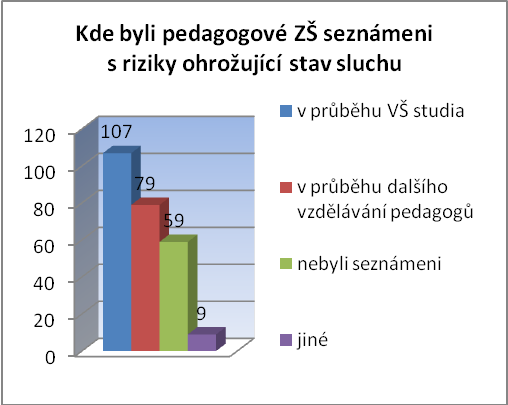 Kde byli pedagogové ZŠ seznámeni
s riziky ohrožující stav sluchu
120
100
80
60
40
20
0
107
79
59
9
v průběhu VŠ studia
v průběhu dalšího
vzdělávání pedagogů
nebyli seznámeni
jiné